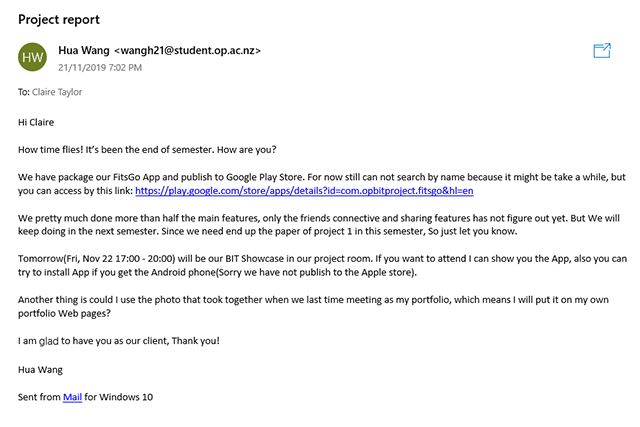 Project report
HW
Hua Wang <wangh21@student.op.ac.nz>
21/11/2019 7:02 PM
To: Claire Taylor
Hi Claire
How time flies! It's been the end of semester. How are you?
We have package our FitsGo App and publish to Google Play Store. For now still can not search by name because it might be take a while, but
you can access by this link: https://play.google.com/store/apps/details?id=com.opbitproject.fitsgo&hl=en
We pretty much done more than half the main features, only the friends connective and sharing features has not figure out yet. But We will
keep doing in the next semester. Since we need end up the paper of project 1 in this semester, So just let you know.
Tomorrow(Fri, Nov 22 17:00 - 20:00) will be our BIT Showcase in our project room. If you want to attend I can show you the App, also you can
try to install App if you get the Android phone(Sorry we have not publish to the Apple store).
Another thing is could I use the photo that took together when we last time meeting as my portfolio, which means I will put it on my own
portfolio Web pages?
I am glad to have you as our client, Thank you!
Hua Wang
Sent from Mail for Windows 10